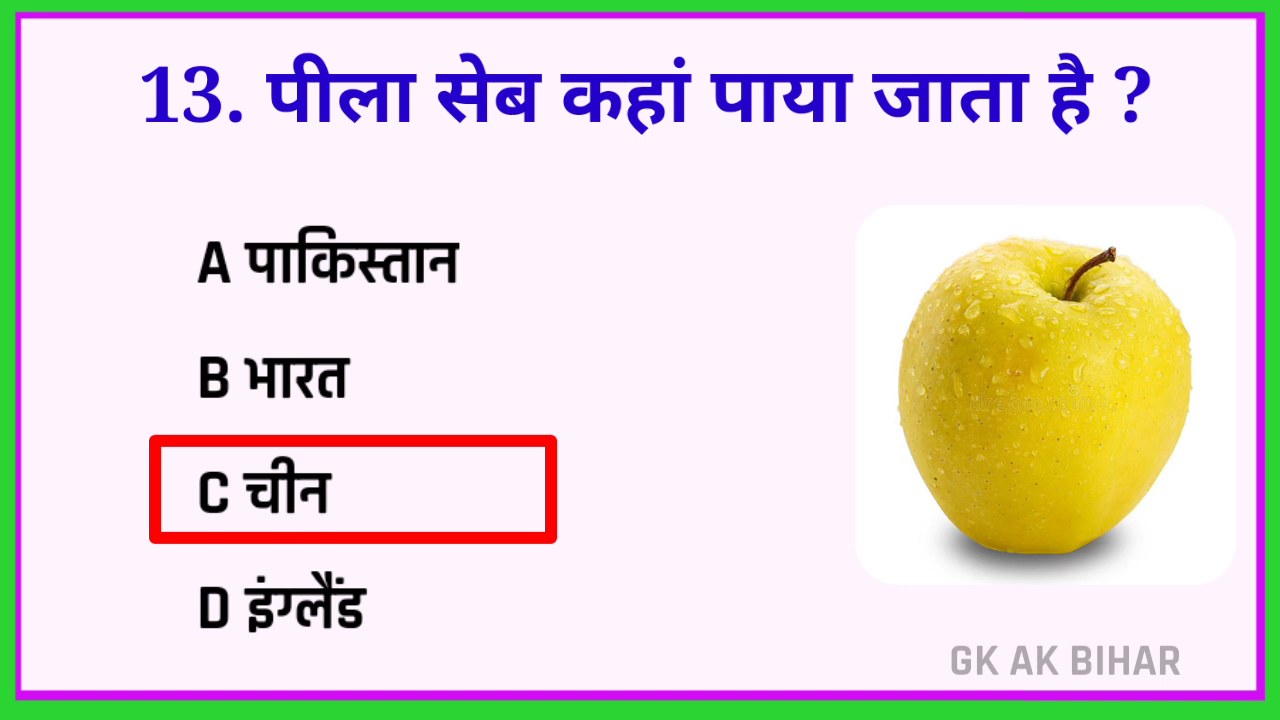 13. पीला सेब कहां पाया जाता है ?
A पाकिस्तान
B भारत
C चीन
D इंग्लैंड
GK AK BIHAR